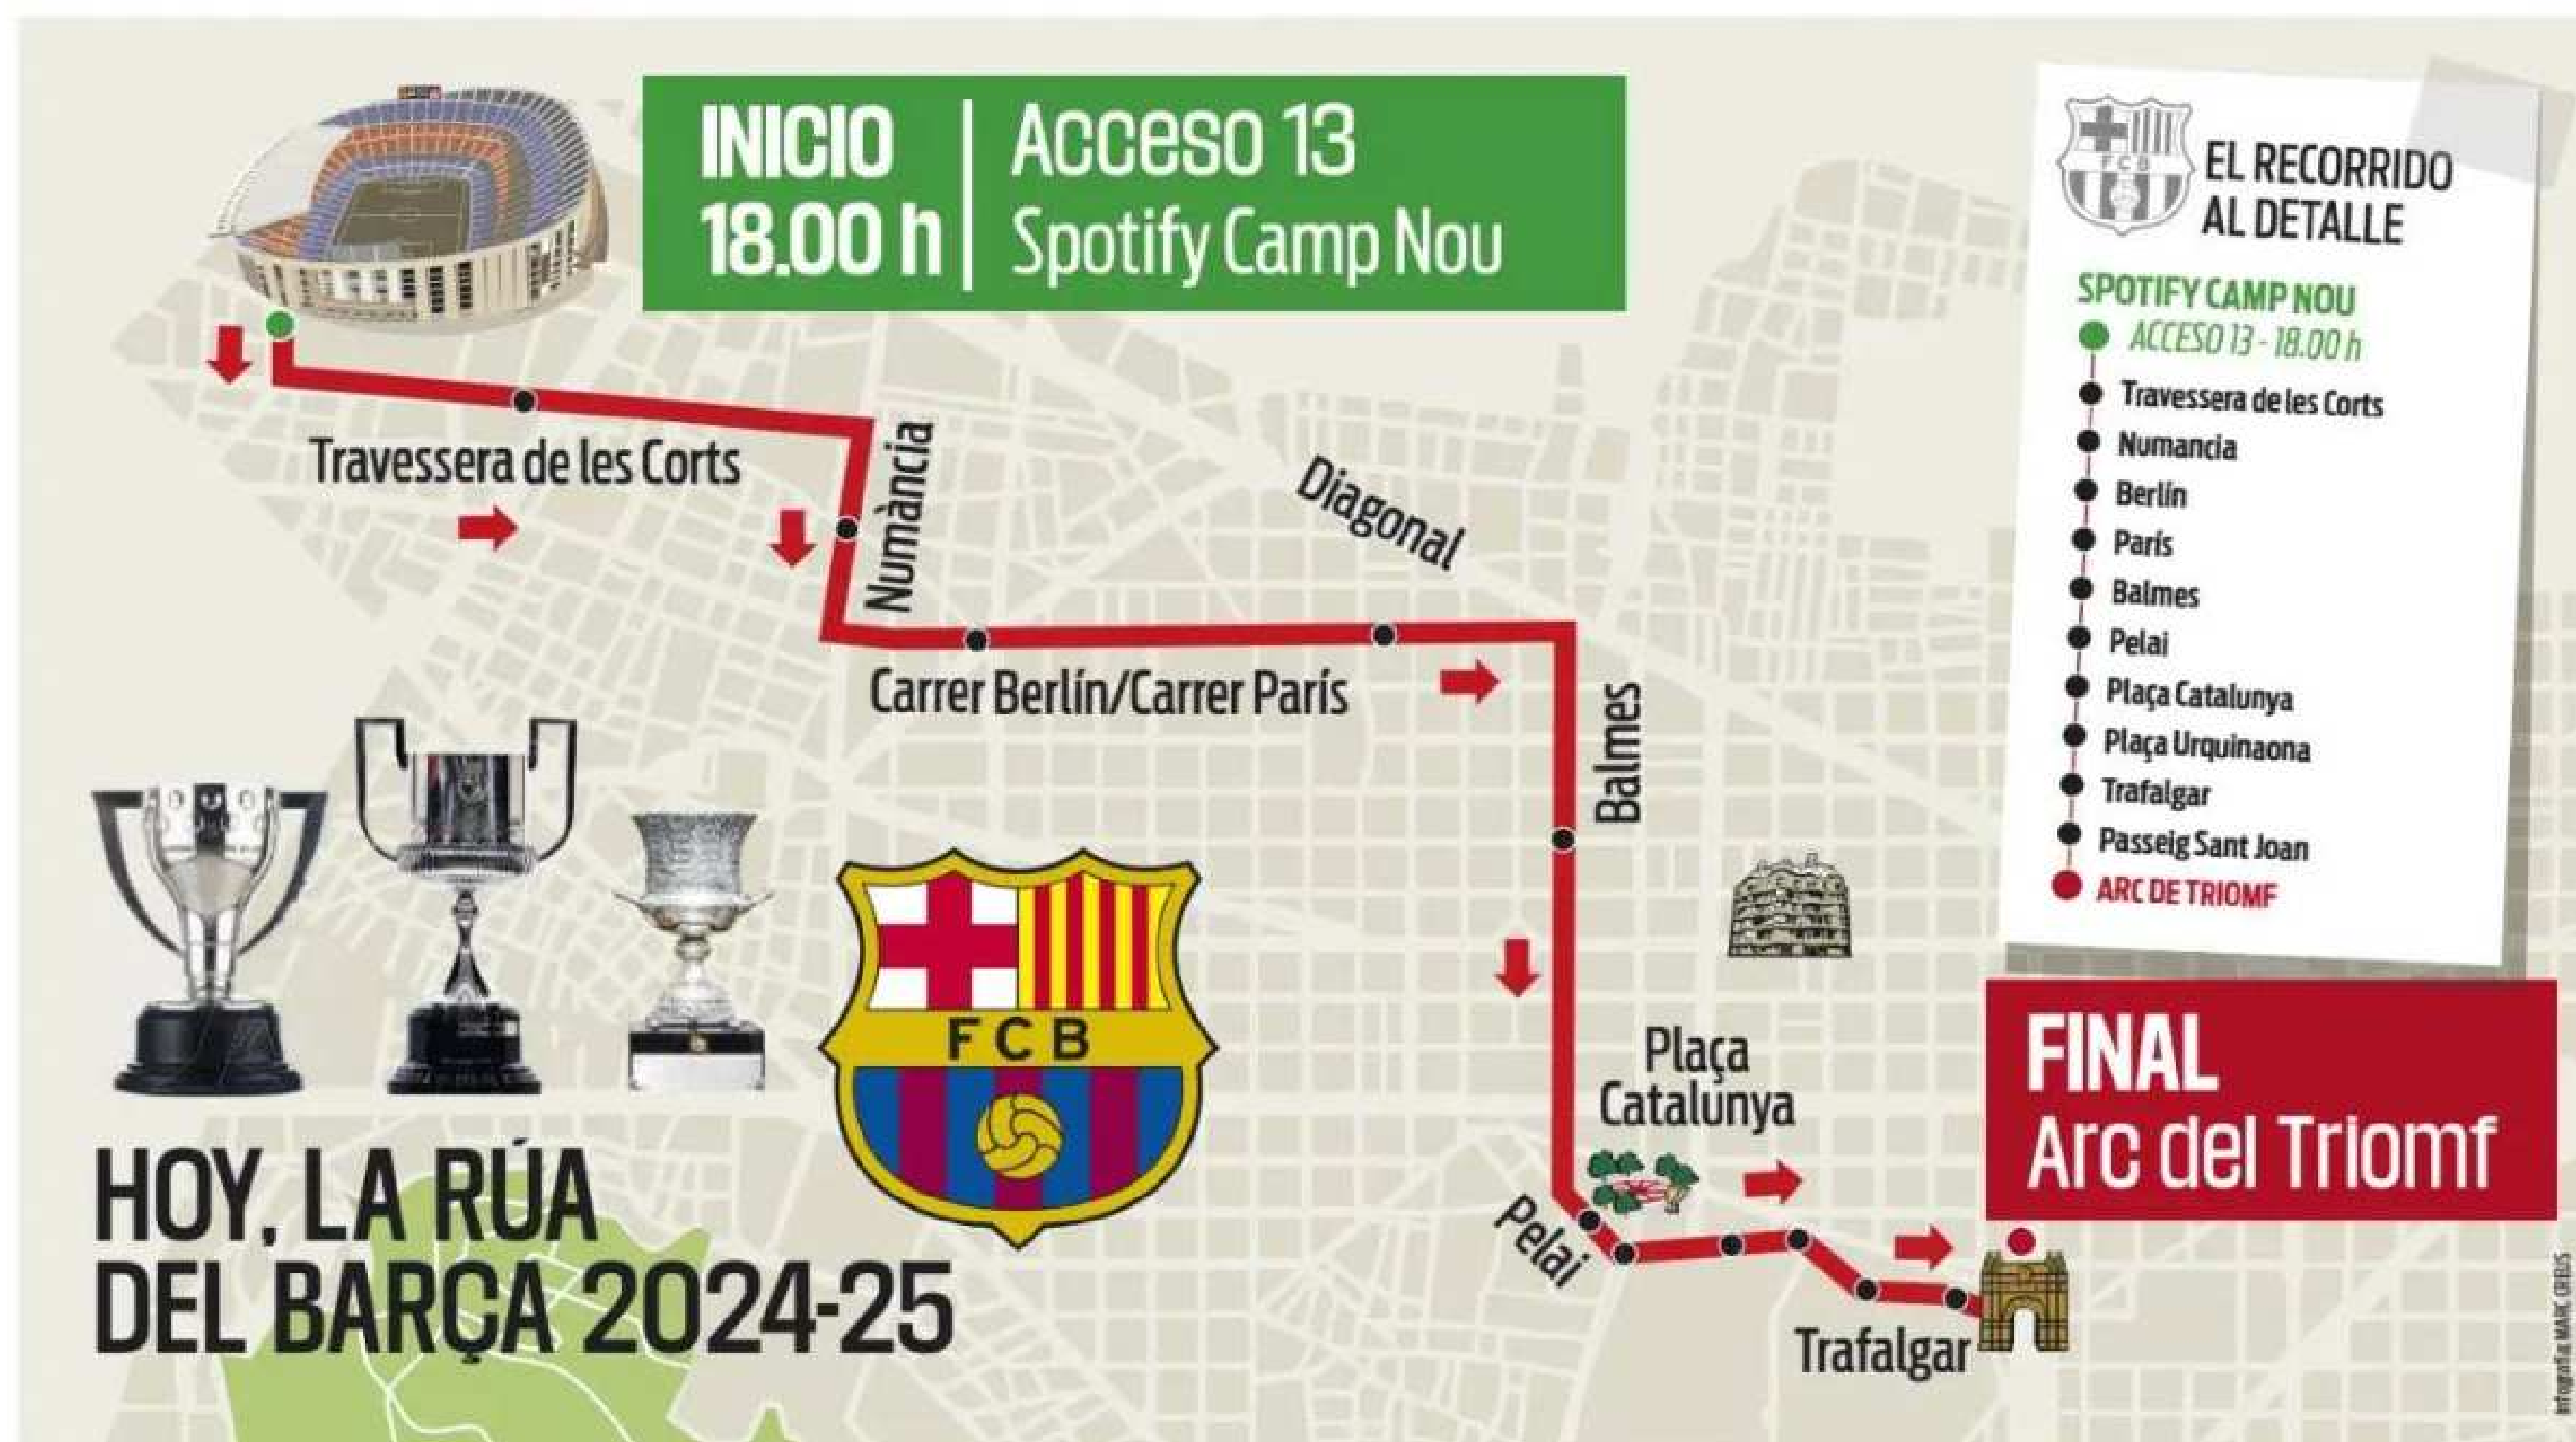 INICIO
18.00 h
Acceso 13
Spotify Camp Nou
Travessera de les Corts
Numància
Diagonal
Carrer Berlín/Carrer París
Balmes
Plaça
Catalunya
Pelai
Trafalgar
FCB
HOY, LA RÚA
DEL BARÇA 2024-25
FCB
EL RECORRIDO
AL DETALLE
SPOTIFY CAMP NOU
ACCESO 13 - 18.00 h
Travessera de les Corts
Numancia
Berlín
París
Balmes
Pelai
Plaça Catalunya
Plaça Urquinaona
Trafalgar
Passeig Sant Joan
ARC DE TRIOMF
FINAL
Arc del Triomf
Infografía: MARC CREUS